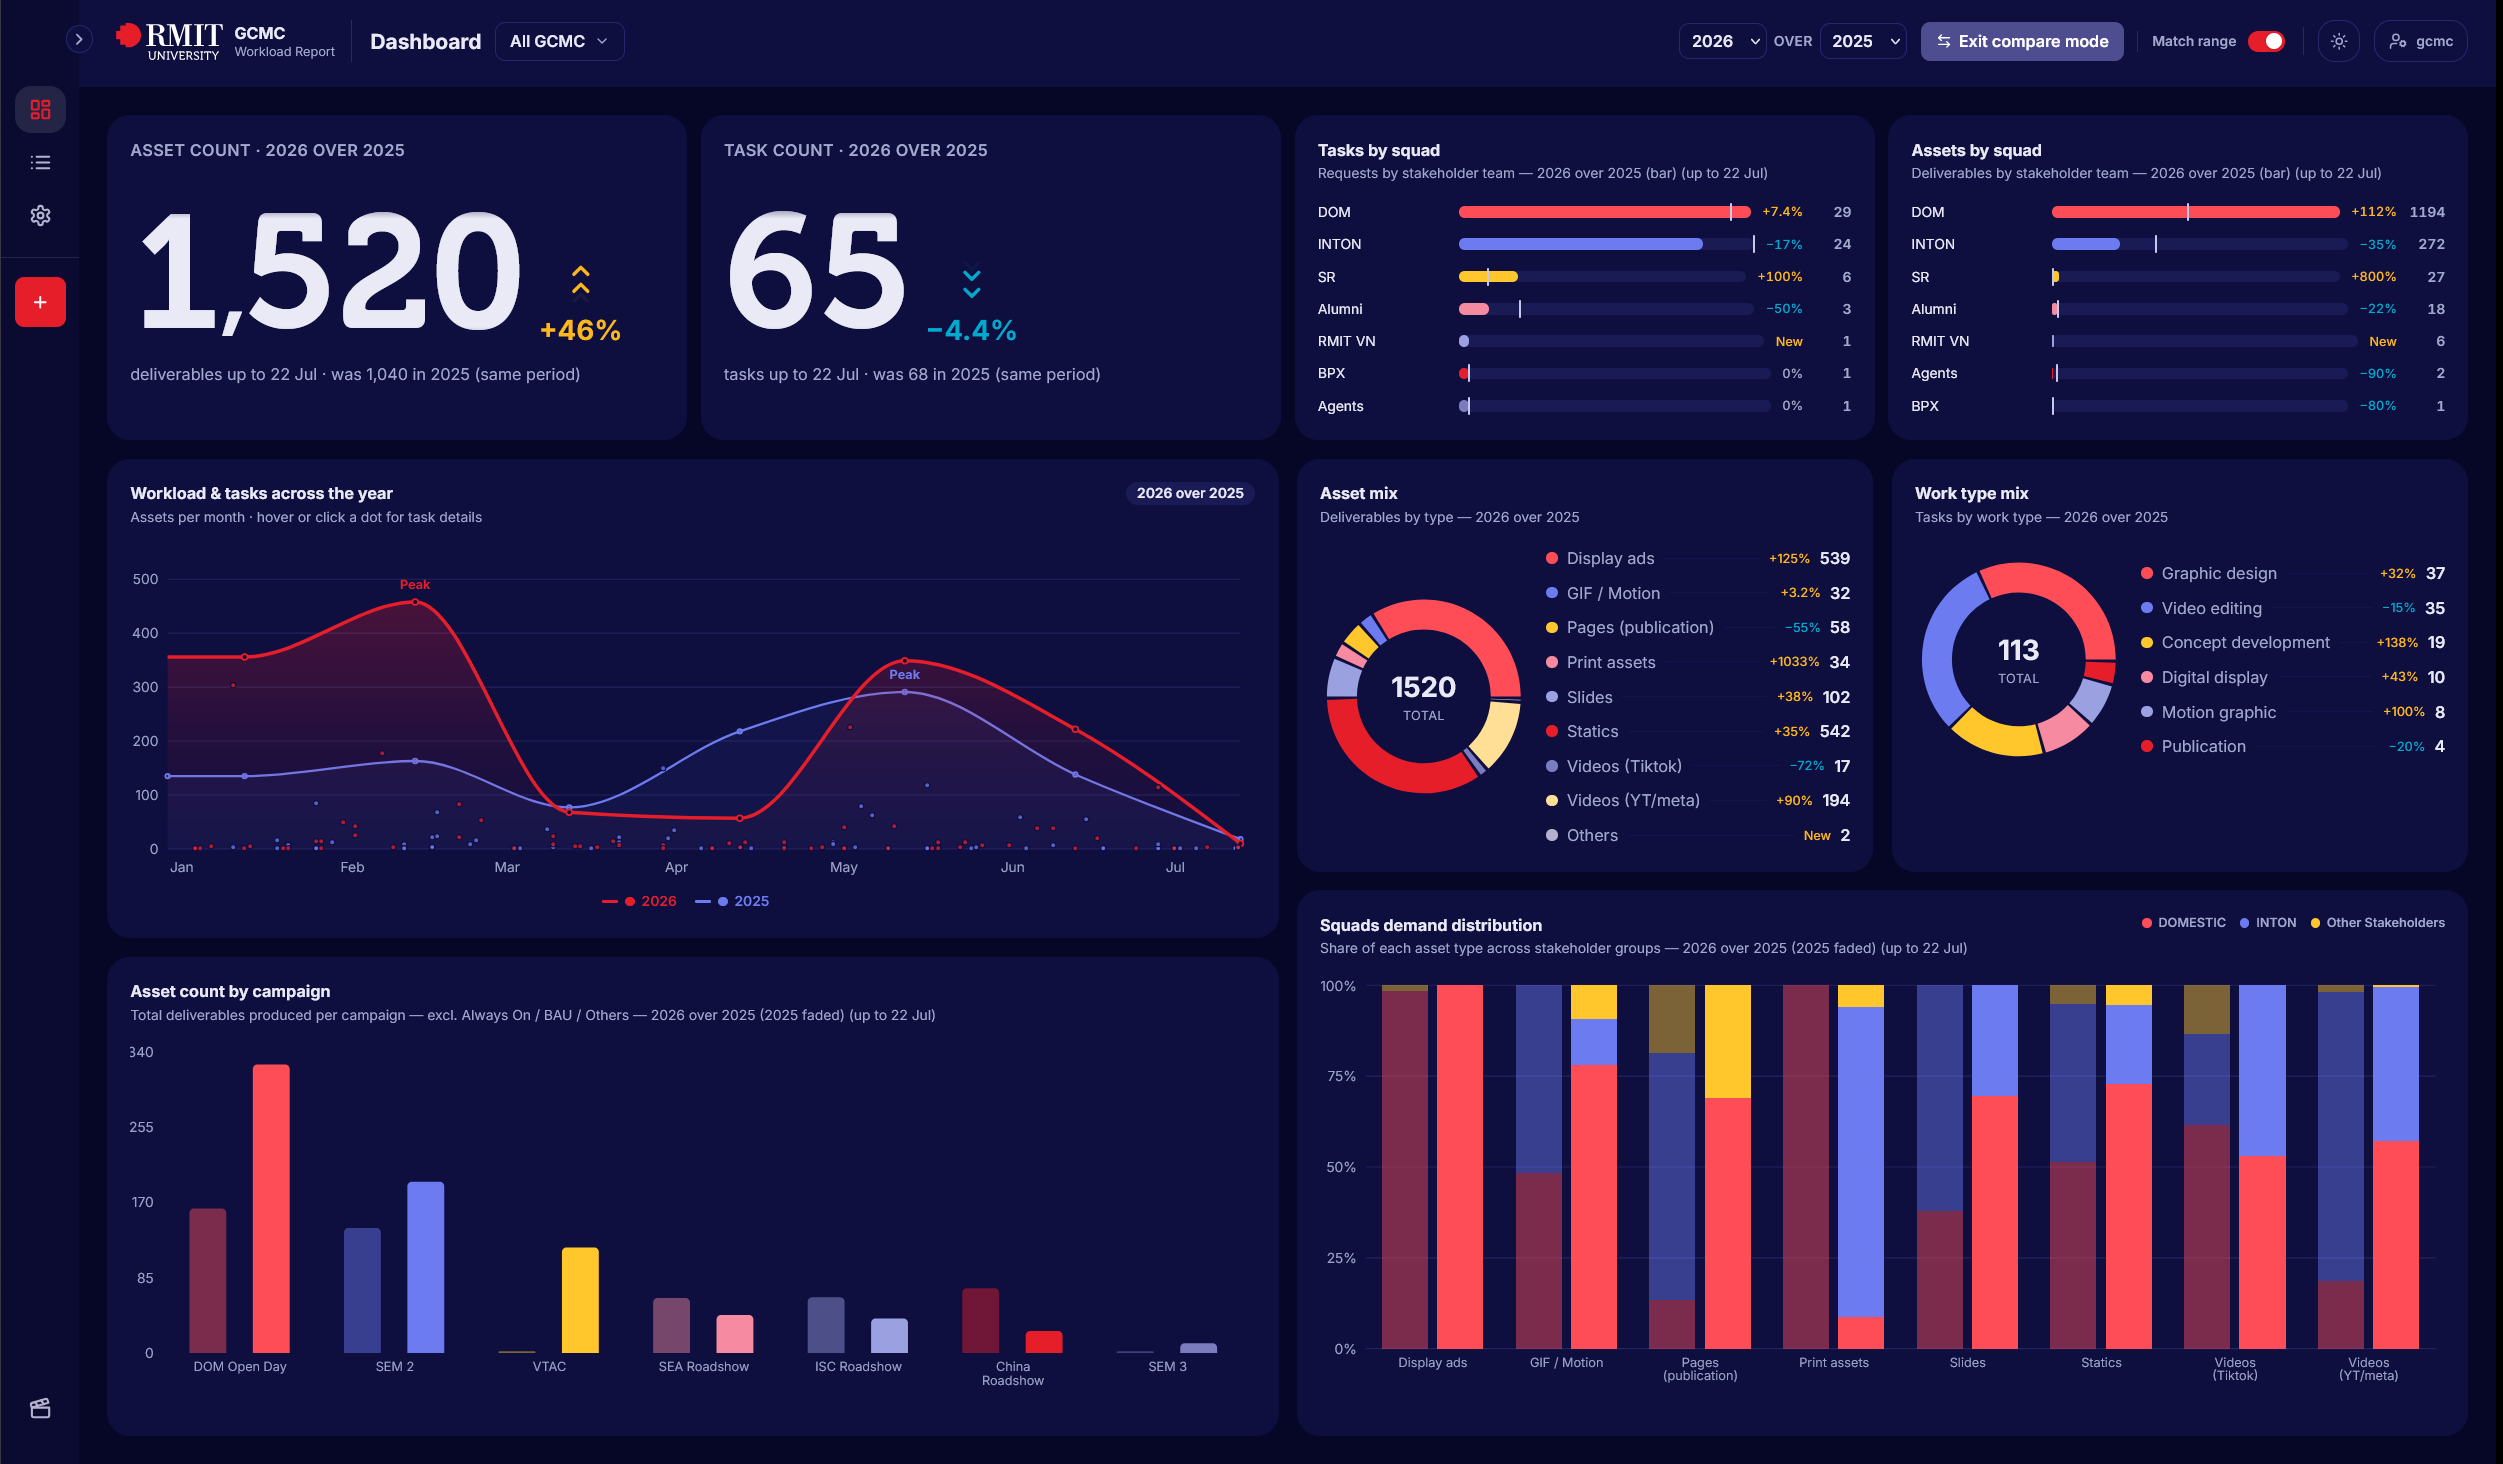 RMIT
UNIVERSITY
GCMC
Workload Report
Dashboard
All GCMC
2026
OVER
2025
Exit compare mode
Match range
gcmc
ASSET COUNT · 2026 OVER 2025
1,520
+46%
deliverables up to 22 Jul · was 1,040 in 2025 (same period)
TASK COUNT · 2026 OVER 2025
65
−4.4%
tasks up to 22 Jul · was 68 in 2025 (same period)
Tasks by squad
Requests by stakeholder team — 2026 over 2025 (bar) (up to 22 Jul)
DOM +7.4% 29
INTON −17% 24
SR +100% 6
Alumni −50% 3
RMIT VN New 1
BPX 0% 1
Agents 0% 1
Assets by squad
Deliverables by stakeholder team — 2026 over 2025 (bar) (up to 22 Jul)
DOM +112% 1194
INTON −35% 272
SR +800% 27
Alumni −22% 18
RMIT VN New 6
Agents −90% 2
BPX −80% 1
Workload & tasks across the year
2026 over 2025
Assets per month · hover or click a dot for task details
500
400
300
200
100
0
Peak
Peak
Jan Feb Mar Apr May Jun Jul
2026 2025
Asset mix
Deliverables by type — 2026 over 2025
1520
TOTAL
Display ads +125% 539
GIF / Motion +3.2% 32
Pages (publication) −55% 58
Print assets +1033% 34
Slides +38% 102
Statics +35% 542
Videos (Tiktok) −72% 17
Videos (YT/meta) +90% 194
Others New 2
Work type mix
Tasks by work type — 2026 over 2025
113
TOTAL
Graphic design +32% 37
Video editing −15% 35
Concept development +138% 19
Digital display +43% 10
Motion graphic +100% 8
Publication −20% 4
Asset count by campaign
Total deliverables produced per campaign — excl. Always On / BAU / Others — 2026 over 2025 (2025 faded) (up to 22 Jul)
340
255
170
85
0
DOM Open Day
SEM 2
VTAC
SEA Roadshow
ISC Roadshow
China
Roadshow
SEM 3
Squads demand distribution
DOMESTIC INTON Other Stakeholders
Share of each asset type across stakeholder groups — 2026 over 2025 (2025 faded) (up to 22 Jul)
100%
75%
50%
25%
0%
Display ads
GIF / Motion
Pages
(publication)
Print assets
Slides
Statics
Videos
(Tiktok)
Videos
(YT/meta)